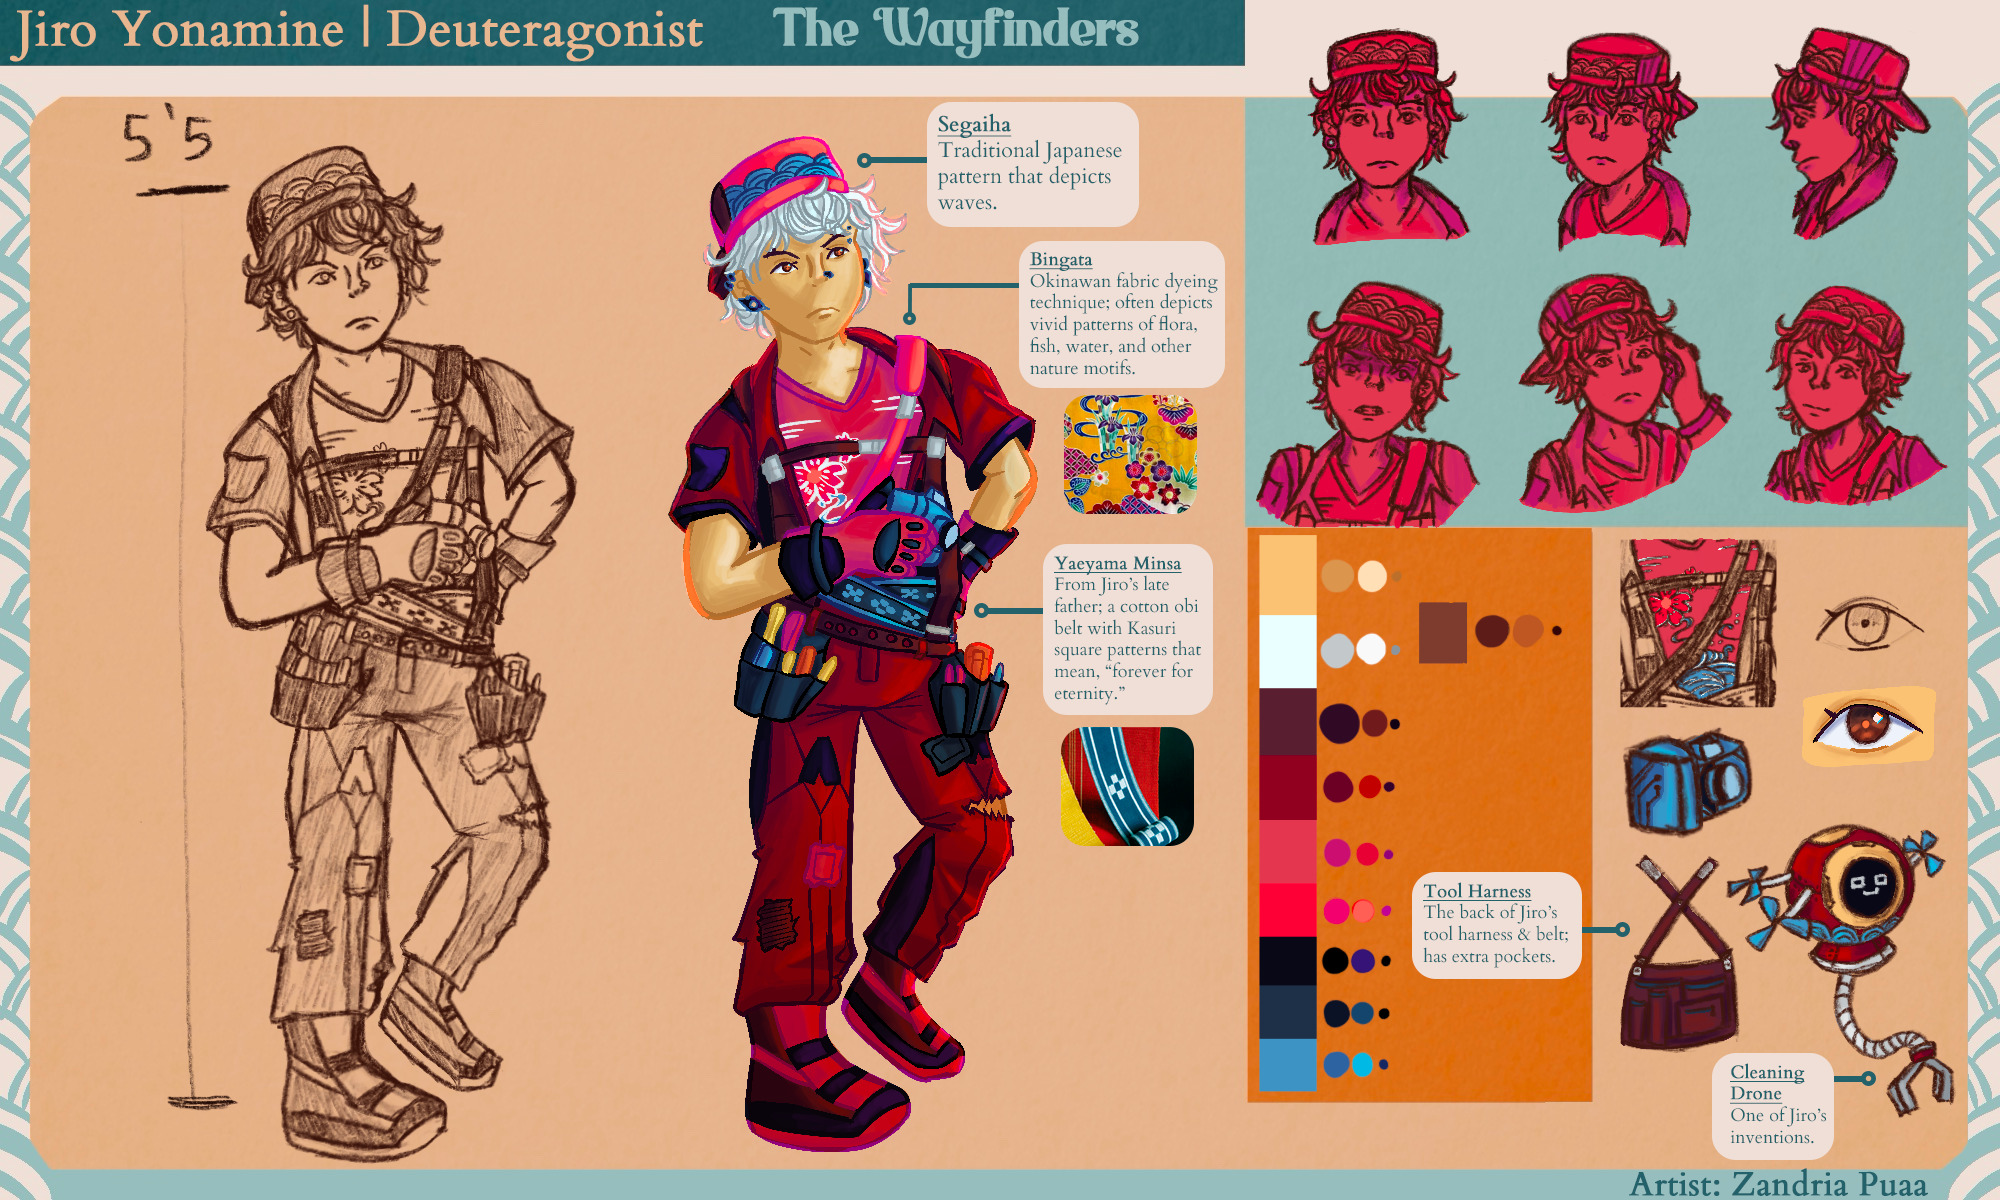 Jiro Yonamine | Deuteragonist
The Wayfinders
5'5
Segaiha
Traditional Japanese
pattern that depicts
waves.
Bingata
Okinawan fabric dyeing
technique; often depicts
vivid patterns of flora,
fish, water, and other
nature motifs.
Yaeyama Minsa
From Jiro's late
father; a cotton obi
belt with Kasuri
square patterns that
mean, “forever for
eternity.”
Tool Harness
The back of Jiro's
tool harness & belt;
has extra pockets.
Cleaning
Drone
One of Jiro's
inventions.
Artist: Zandria Puaa